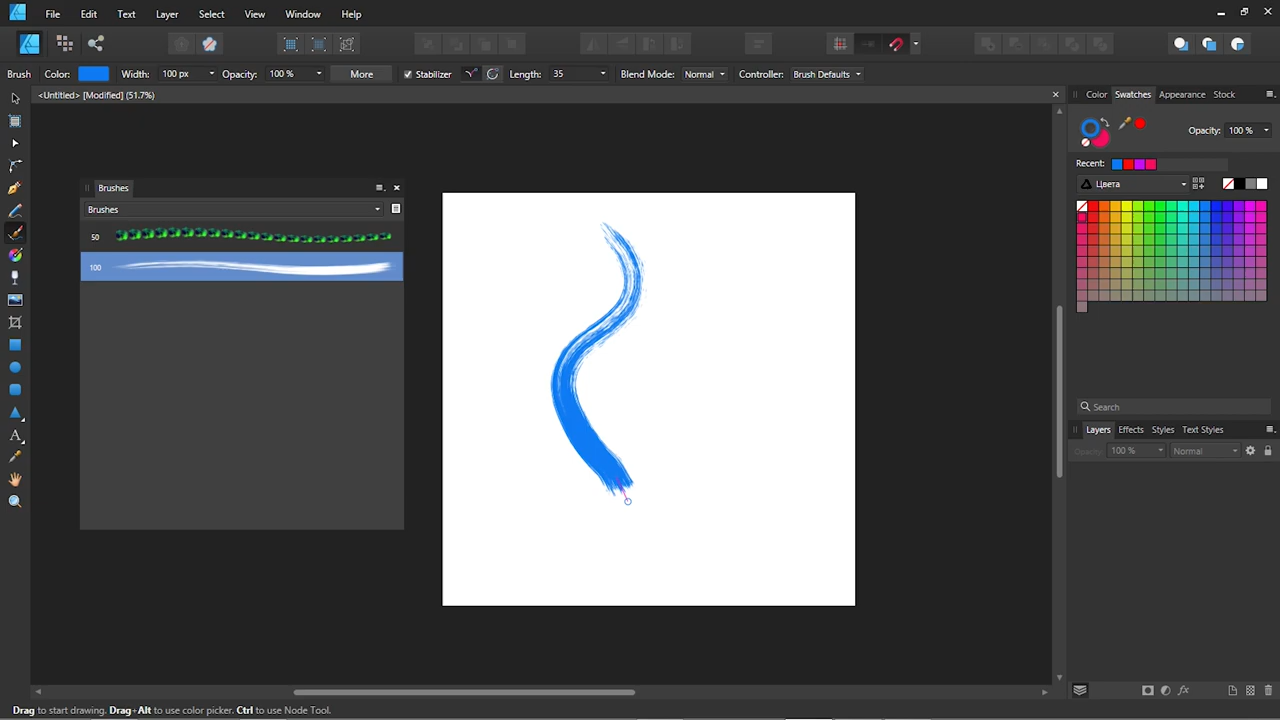 File Edit Text Layer Select View Window Help
Brush Color: Width: 100 px Opacity: 100 % More Stabilizer Length: 35 Blend Mode: Normal Controller: Brush Defaults
<Untitled> [Modified] (51.7%)
Color Swatches Appearance Stock
Opacity: 100 %
Recent:
Цвета
Brushes
Brushes
50
100
Search
Layers Effects Styles Text Styles
Opacity: 100 % Normal
A
fx
Drag to start drawing. Drag+Alt to use color picker. Ctrl to use Node Tool.